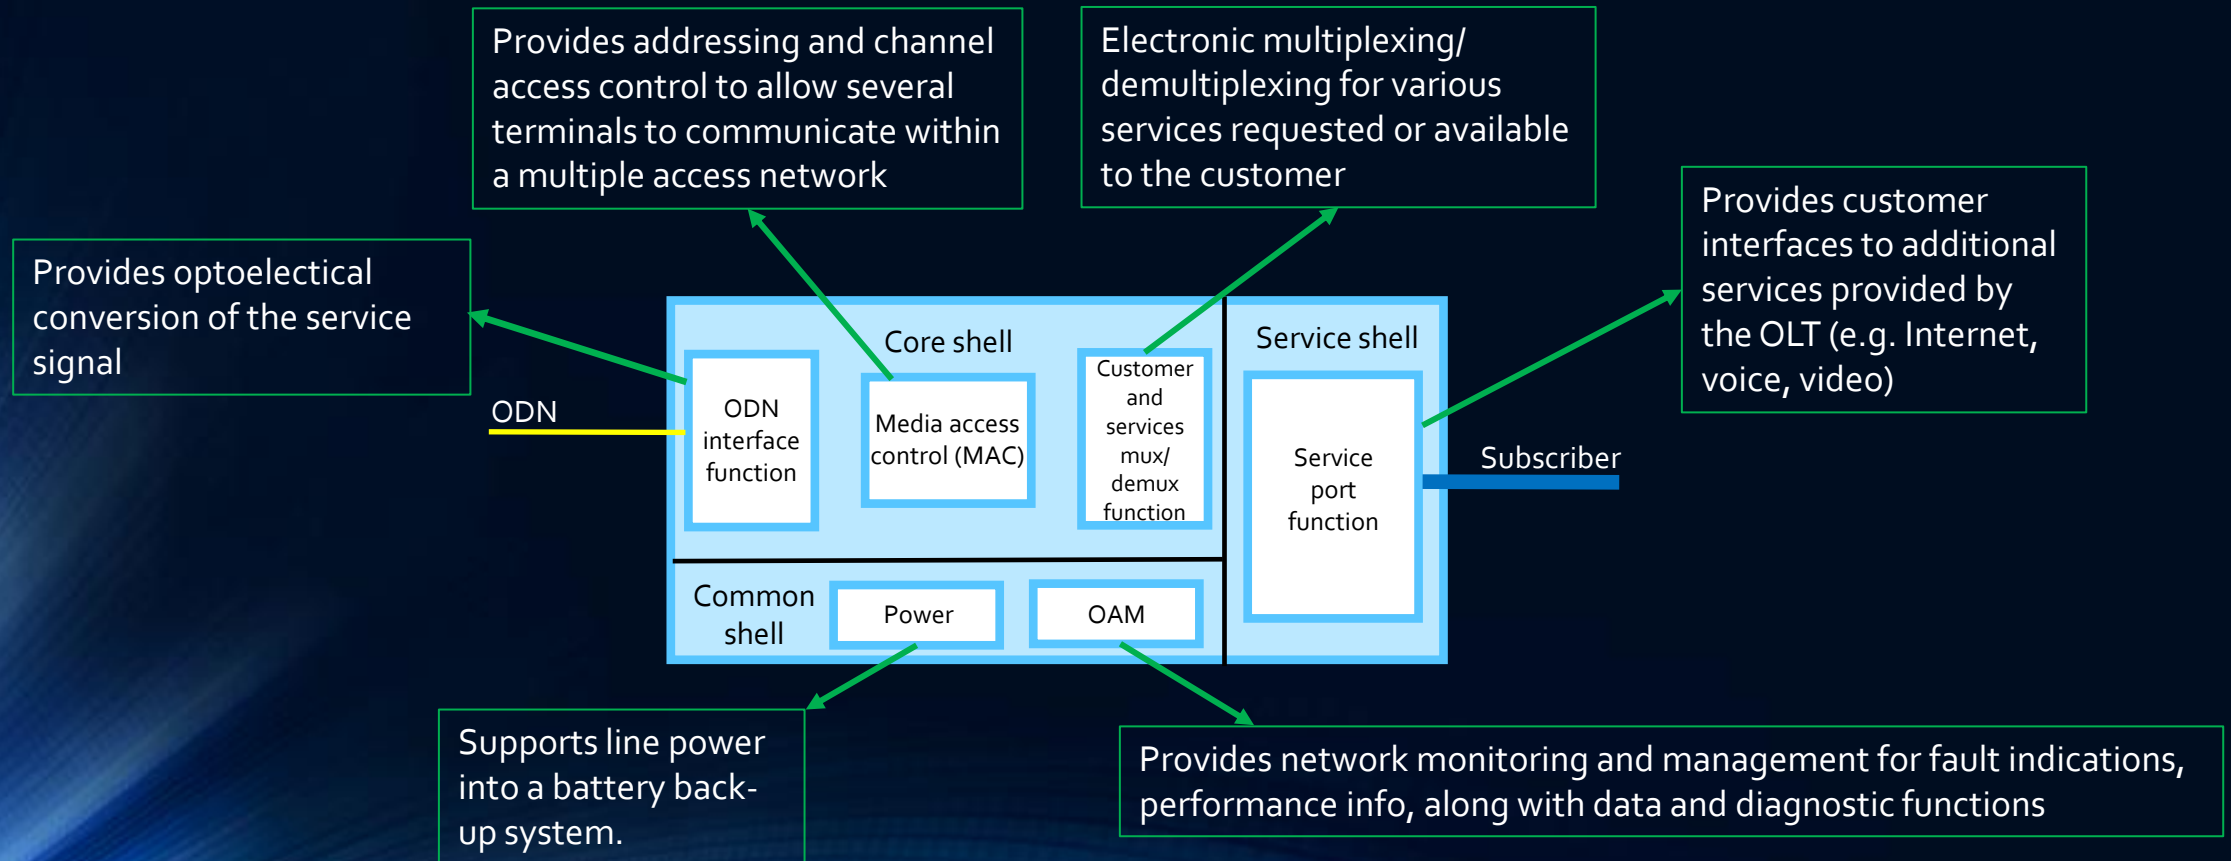 Provides addressing and channel
access control to allow several
terminals to communicate within
a multiple access network
Electronic multiplexing/
demultiplexing for various
services requested or available
to the customer
Provides customer
interfaces to additional
services provided by
the OLT (e.g. Internet,
voice, video)
Provides optoelectical
conversion of the service
signal
ODN
Core shell
ODN
interface
function
Media access
control (MAC)
Customer
and
services
mux/
demux
function
Service shell
Service
port
function
Subscriber
Common
shell
Power
OAM
Supports line power
into a battery back-
up system.
Provides network monitoring and management for fault indications,
performance info, along with data and diagnostic functions